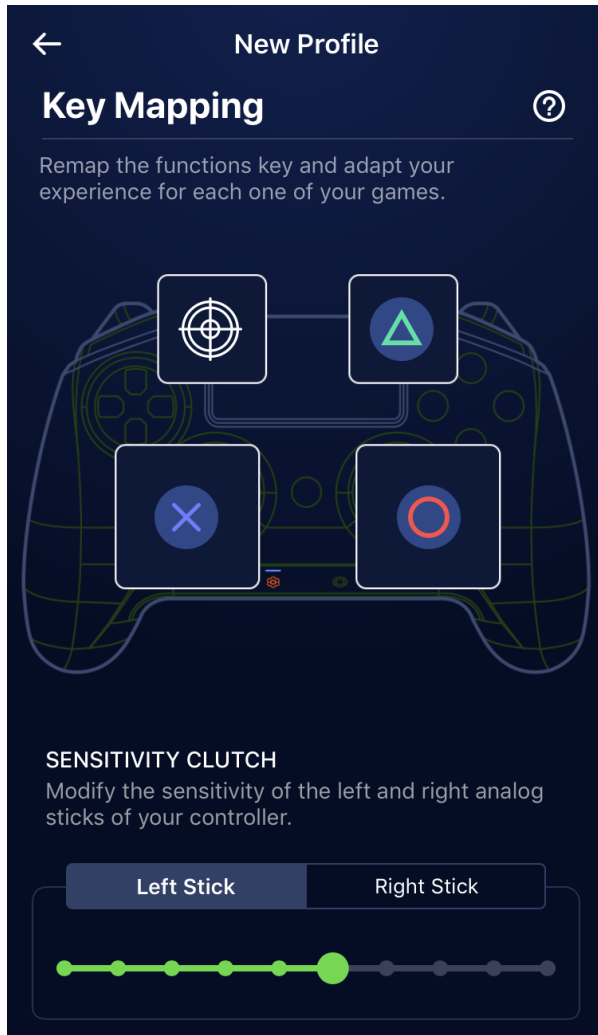 New Profile
Key Mapping
Remap the functions key and adapt your
experience for each one of your games.
SENSITIVITY CLUTCH
Modify the sensitivity of the left and right analog
sticks of your controller.
Left Stick
Right Stick